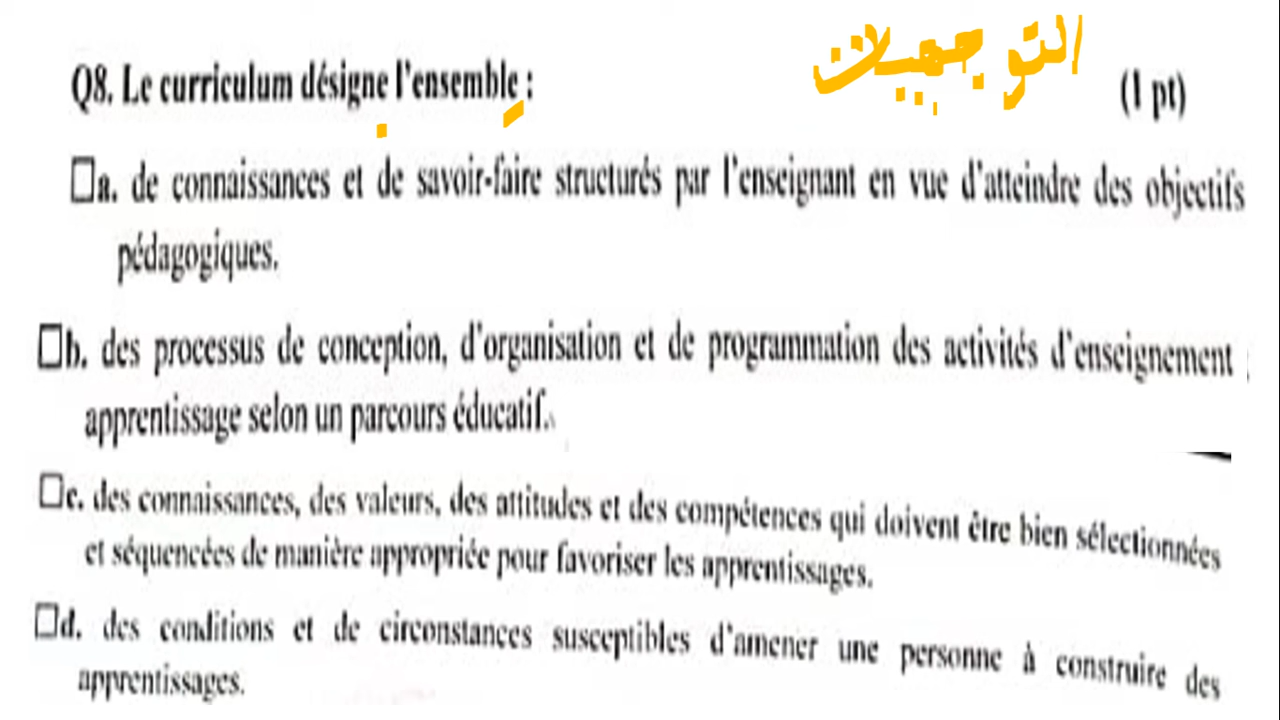 التوجيهات
Q8. Le curriculum désigne l'ensemble : (1 pt)
□a. de connaissances et de savoir-faire structurés par l'enseignant en vue d'atteindre des objectifs
pédagogiques.
□b. des processus de conception, d'organisation et de programmation des activités d'enseignement
apprentissage selon un parcours éducatif.
□c. des connaissances, des valeurs, des attitudes et des compétences qui doivent être bien sélectionnées
et séquencées de manière appropriée pour favoriser les apprentissages.
□d. des conditions et de circonstances susceptibles d'amener une personne à construire des
apprentissages.